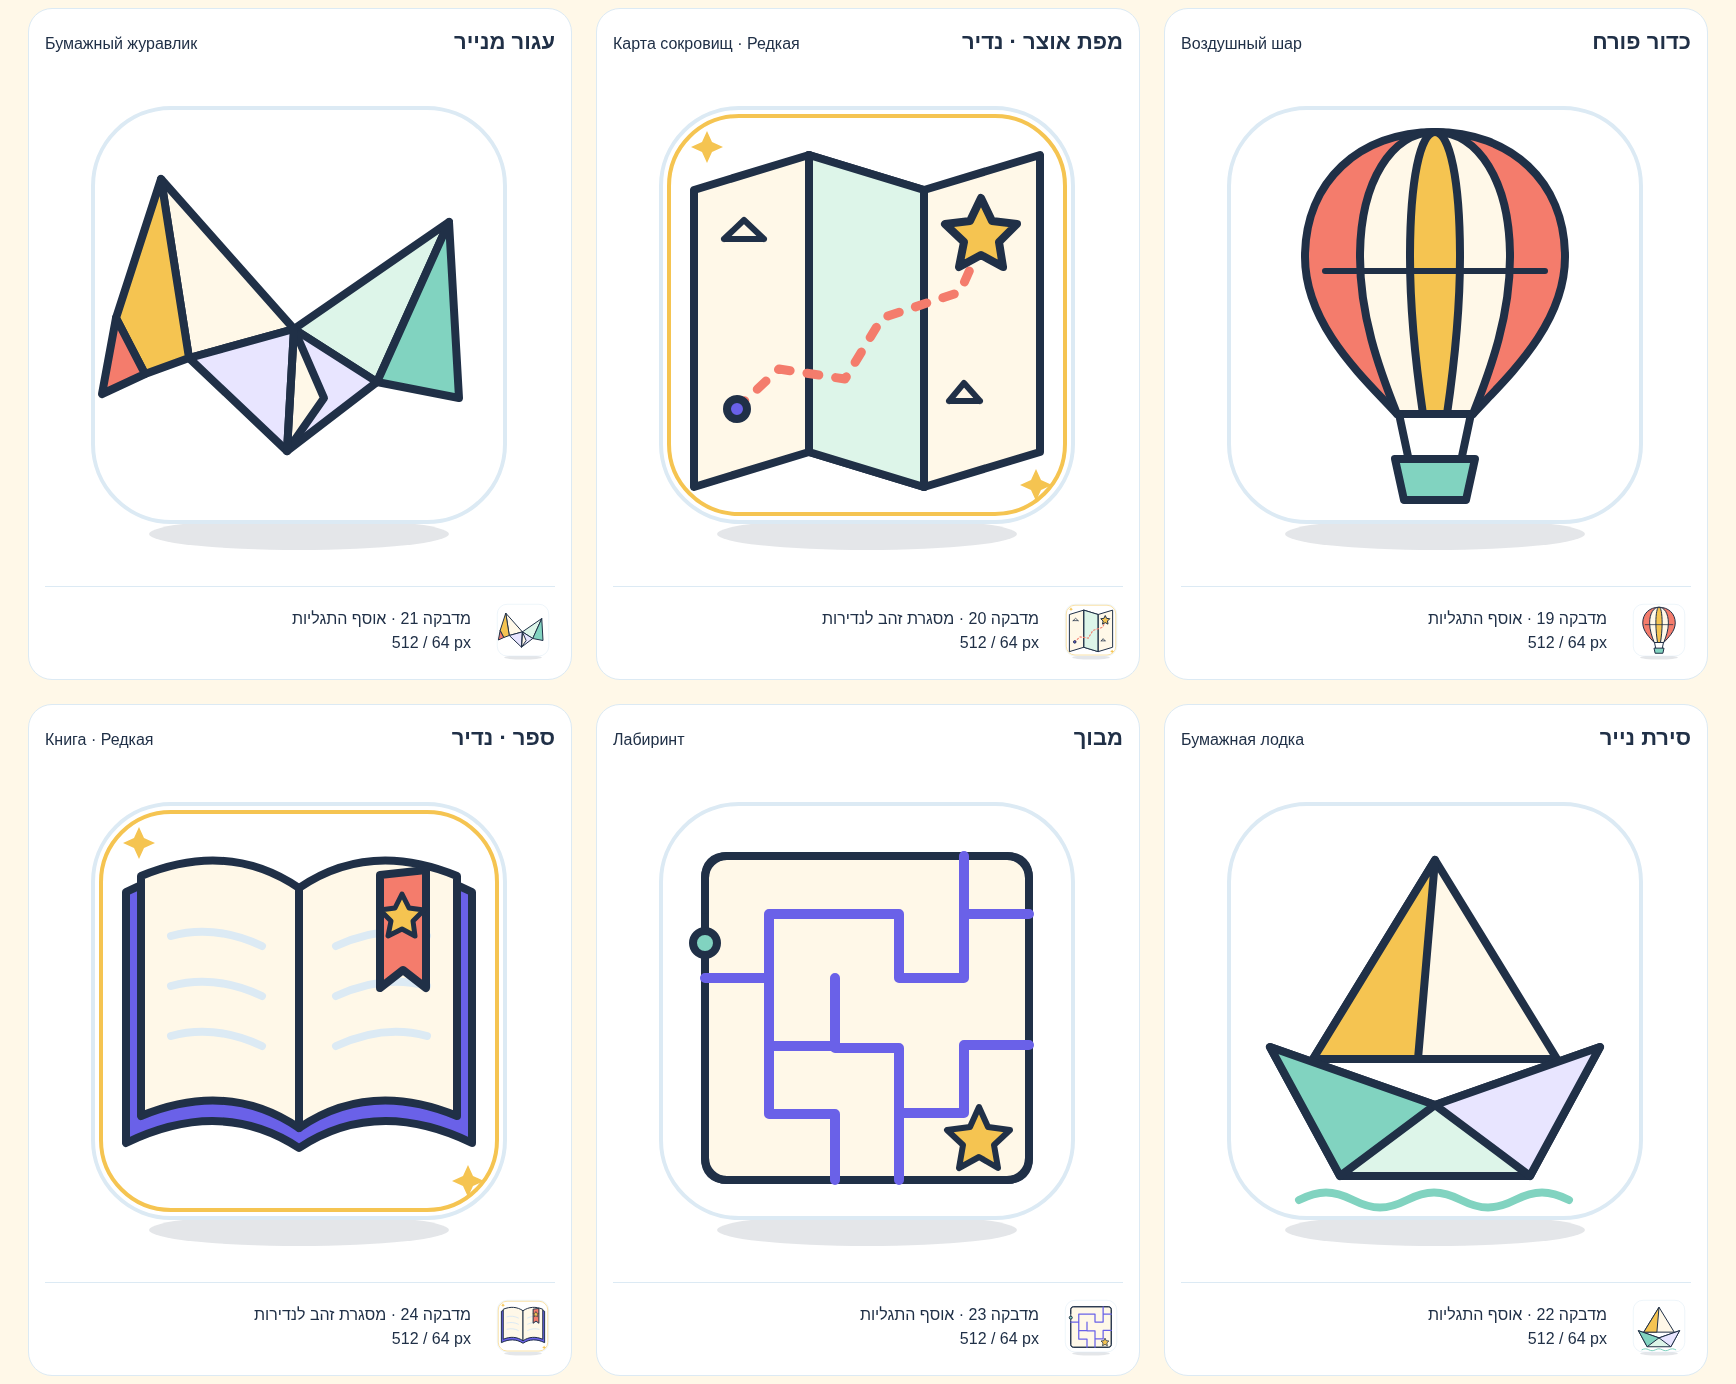 כדור פורח
Воздушный шар
מדבקה 19 · אוסף התגליות
512 / 64 px
מפת אוצר · נדיר
Карта сокровищ · Редкая
מדבקה 20 · מסגרת זהב לנדירות
512 / 64 px
עגור מנייר
Бумажный журавлик
מדבקה 21 · אוסף התגליות
512 / 64 px
סירת נייר
Бумажная лодка
מדבקה 22 · אוסף התגליות
512 / 64 px
מבוך
Лабиринт
מדבקה 23 · אוסף התגליות
512 / 64 px
ספר · נדיר
Книга · Редкая
מדבקה 24 · מסגרת זהב לנדירות
512 / 64 px